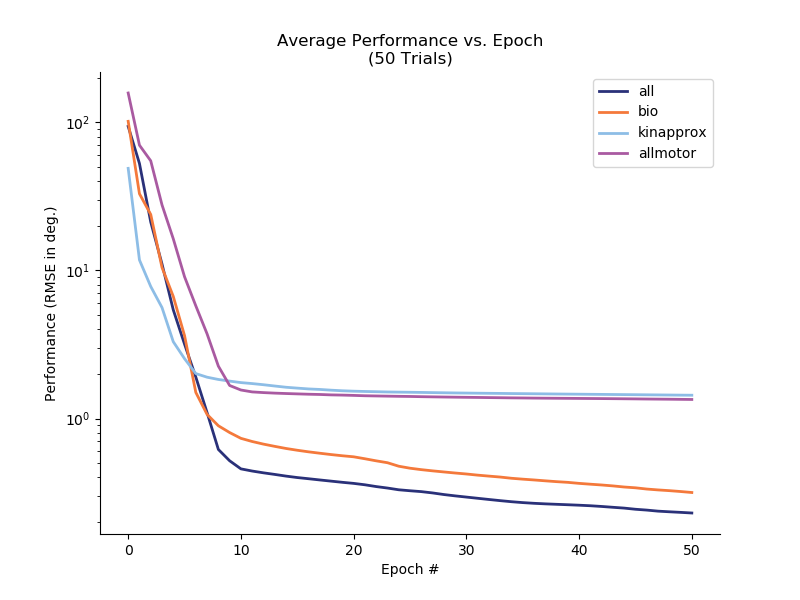 Average Performance vs. Epoch
(50 Trials)
all
bio
kinapprox
allmotor
Performance (RMSE in deg.)
10²
10¹
10⁰
0 10 20 30 40 50
Epoch #